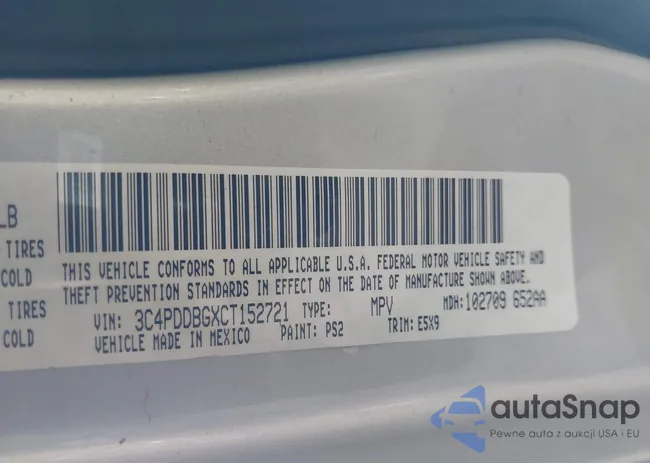 LB
TIRES
COLD
TIRES
COLD
THIS VEHICLE CONFORMS TO ALL APPLICABLE U.S.A. FEDERAL MOTOR VEHICLE SAFETY AND
THEFT PREVENTION STANDARDS IN EFFECT ON THE DATE OF MANUFACTURE SHOWN ABOVE.
VIN: 3C4PDDBGXCT152721 TYPE: MPV MDH: 102709 652AA
VEHICLE MADE IN MEXICO PAINT: PS2 TRIM: E5X9
autaSnap
Pewne auta z aukcji USA i EU